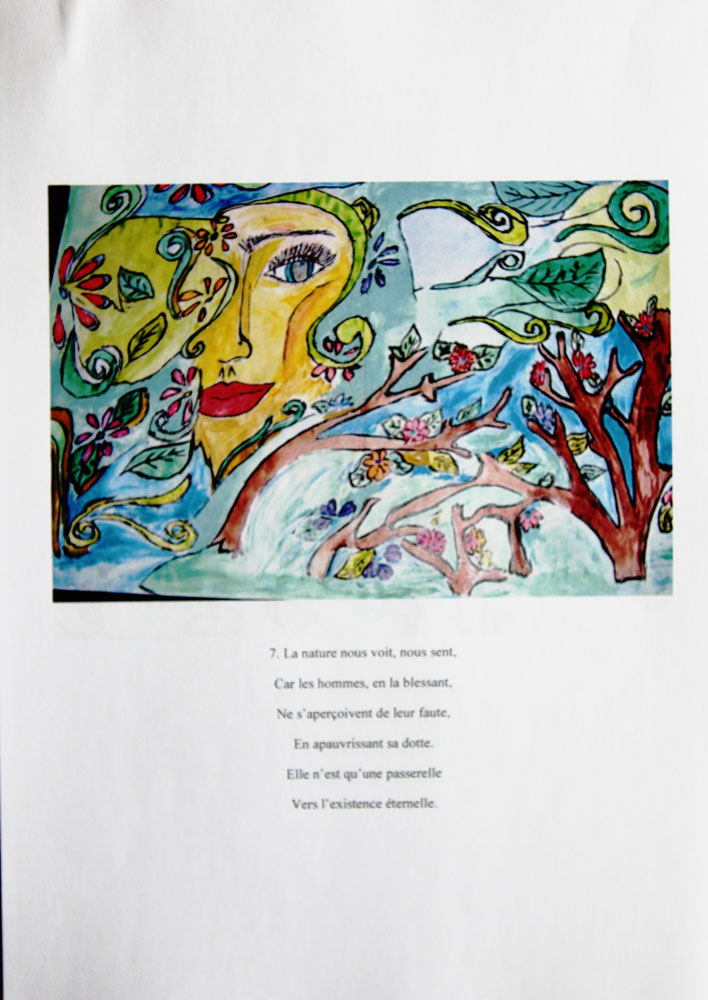 7. La nature nous voit, nous sent,
Car les hommes, en la blessant,
Ne s'aperçoivent de leur faute,
En apauvrissant sa dotte.
Elle n'est qu'une passerelle
Vers l'existence éternelle.